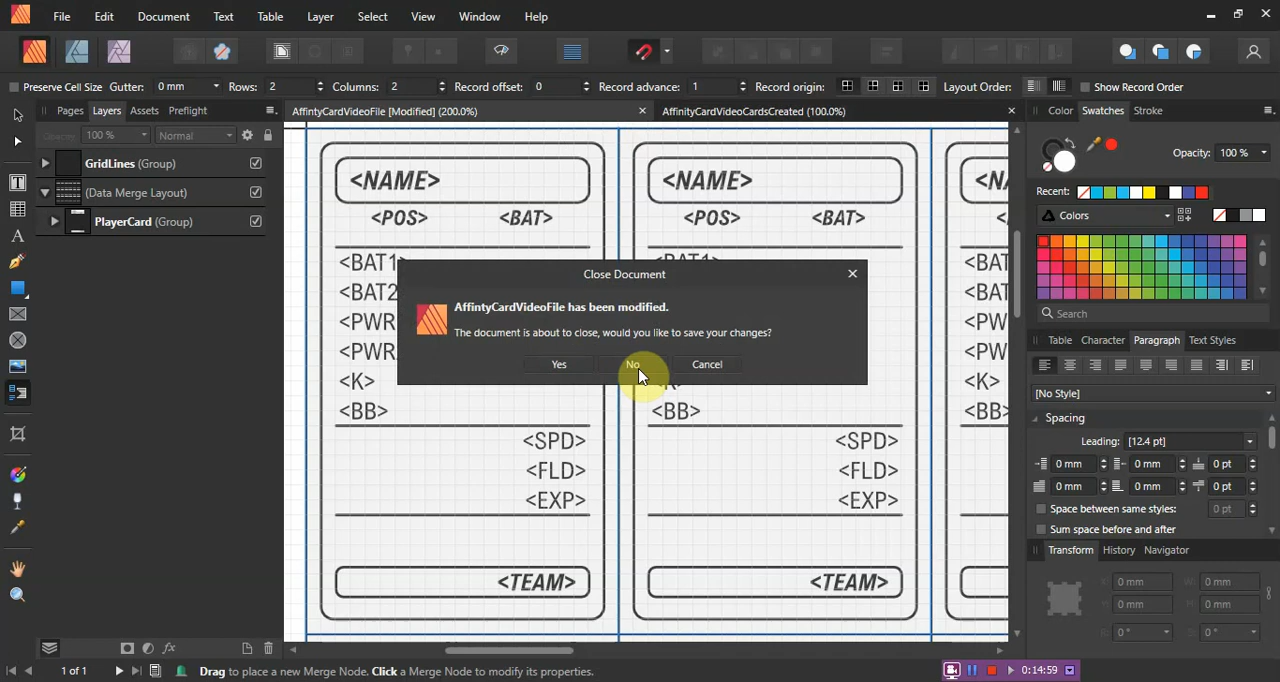 File Edit Document Text Table Layer Select View Window Help
Preserve Cell Size Gutter: 0 mm Rows: 2 Columns: 2 Record offset: 0 Record advance: 1 Record origin: Layout Order: Show Record Order
Pages Layers Assets Preflight
AffintyCardVideoFile [Modified] (200.0%)
AffinityCardVideoCardsCreated (100.0%)
Color Swatches Stroke
Opacity: 100 % Normal
GridLines (Group)
(Data Merge Layout)
PlayerCard (Group)
<NAME> <NAME>
<POS> <BAT> <POS> <BAT>
<BAT1>
<BAT2
<PWR
<PWR
<K>
<BB> <BB>
<SPD> <SPD>
<FLD> <FLD>
<EXP> <EXP>
<TEAM> <TEAM>
<NA
<BA
<BA
<PW
<PW
<K>
<BB>
Close Document
AffintyCardVideoFile has been modified.
The document is about to close, would you like to save your changes?
Yes No Cancel
Opacity: 100 %
Recent:
Colors
Search
Table Character Paragraph Text Styles
[No Style]
Spacing
Leading: [12.4 pt]
0 mm 0 mm 0 pt
0 mm 0 mm 0 pt
Space between same styles: 0 pt
Sum space before and after
Transform History Navigator
X: 0 mm W: 0 mm
Y: 0 mm H: 0 mm
R: 0 ° S: 0 °
1 of 1
Drag to place a new Merge Node. Click a Merge Node to modify its properties.
0:14:59